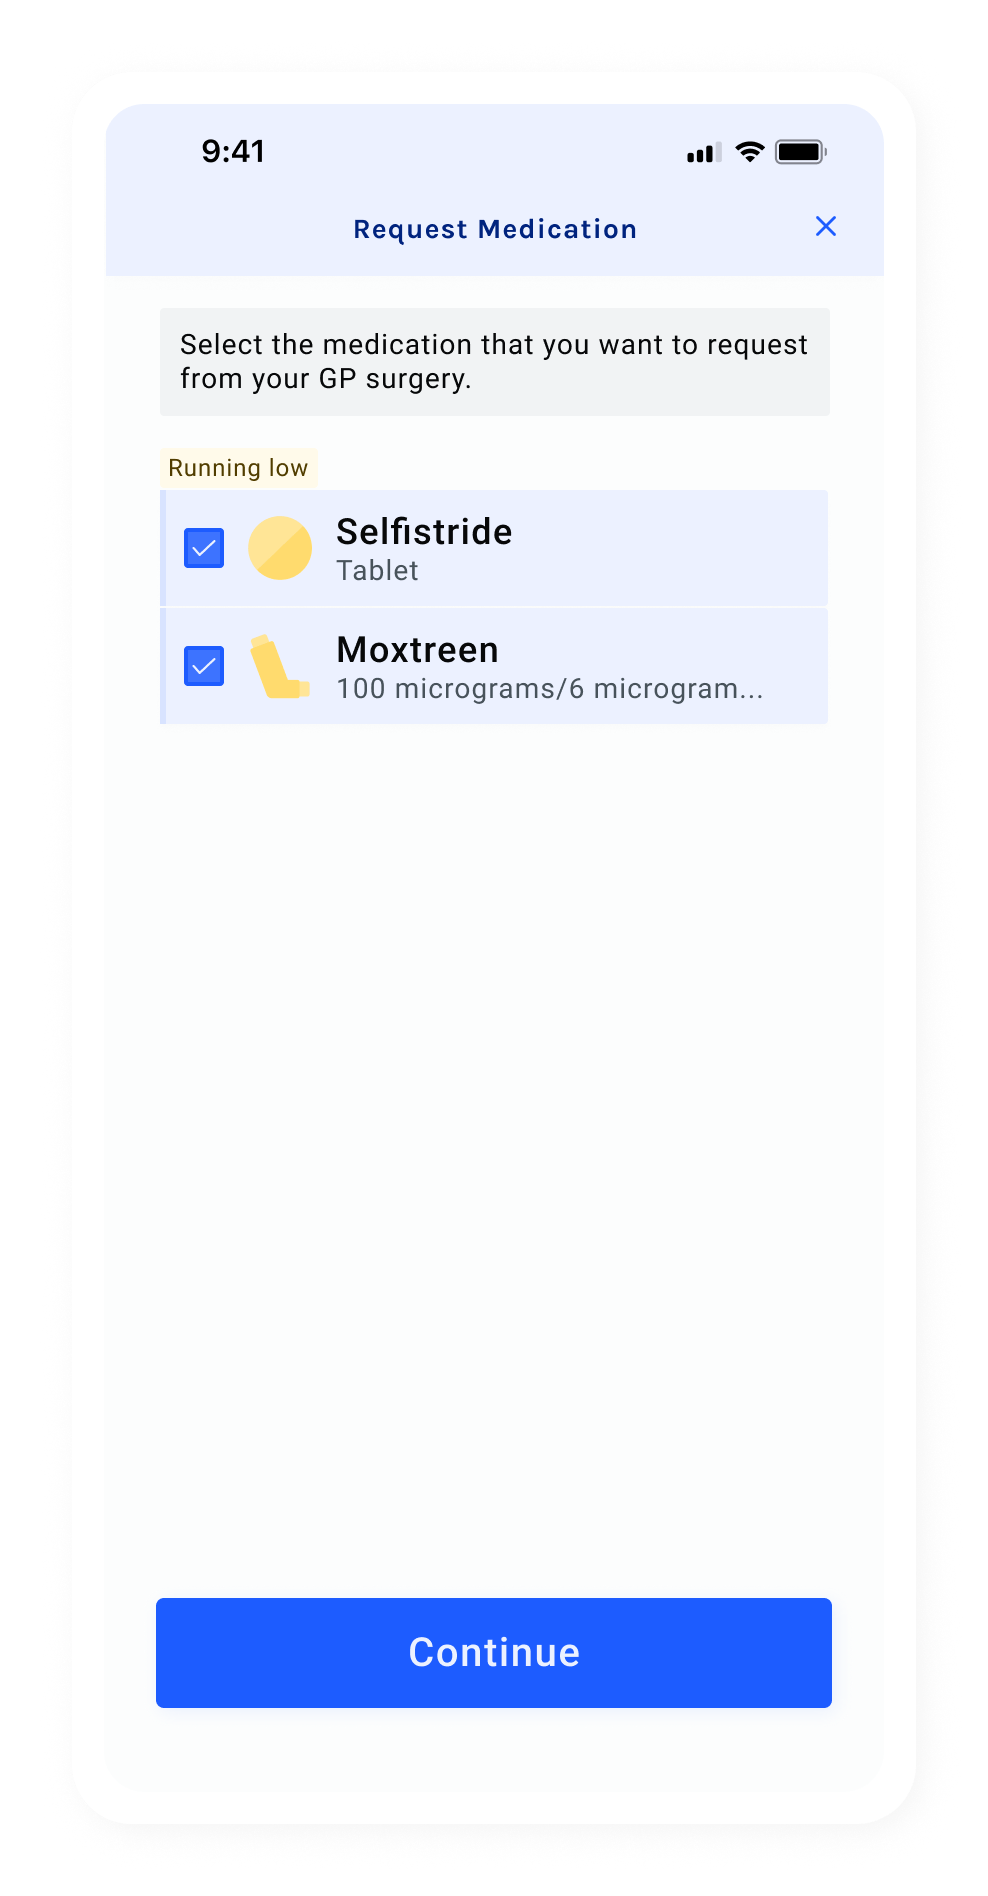 9:41
Request Medication
Select the medication that you want to request
from your GP surgery.
Running low
Selfistride
Tablet
Moxtreen
100 micrograms/6 microgram...
Continue